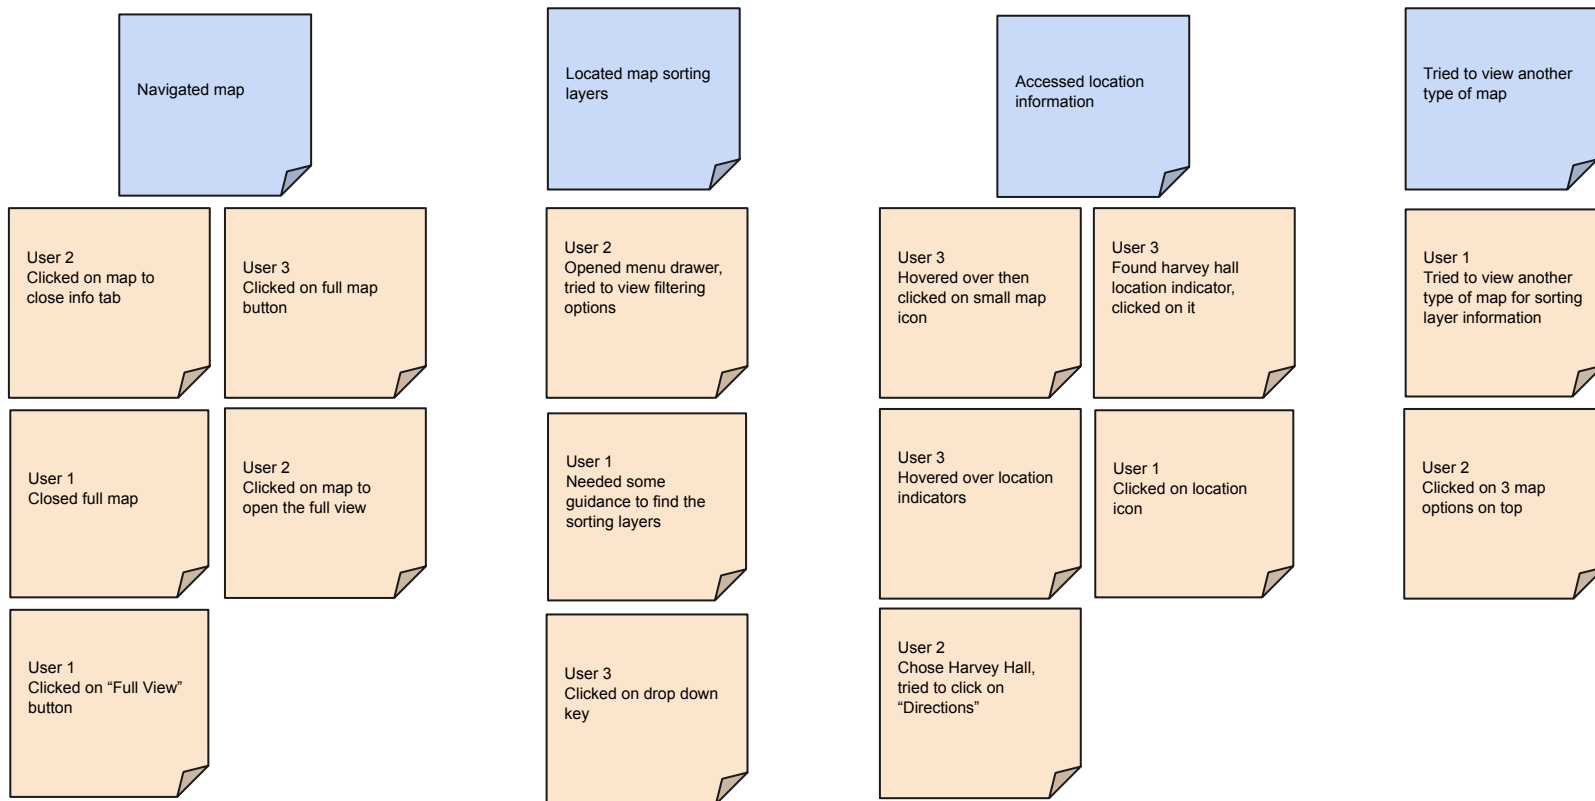 Navigated map
Located map sorting
layers
Accessed location
information
Tried to view another
type of map
User 2
Clicked on map to
close info tab
User 3
Clicked on full map
button
User 2
Opened menu drawer,
tried to view filtering
options
User 3
Hovered over then
clicked on small map
icon
User 3
Found harvey hall
location indicator,
clicked on it
User 1
Tried to view another
type of map for sorting
layer information
User 1
Closed full map
User 2
Clicked on map to
open the full view
User 1
Needed some
guidance to find the
sorting layers
User 3
Hovered over location
indicators
User 1
Clicked on location
icon
User 2
Clicked on 3 map
options on top
User 1
Clicked on “Full View”
button
User 3
Clicked on drop down
key
User 2
Chose Harvey Hall,
tried to click on
“Directions”